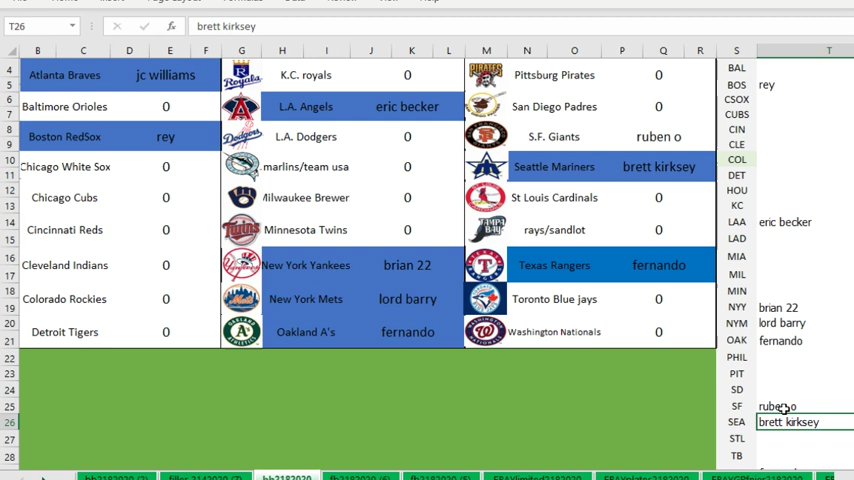 T26 fx brett kirksey
B C D E F G H I J K L M N O P Q R S T
4 Atlanta Braves jc williams K.C. royals 0 Pittsburg Pirates 0 BAL
5 BOS rey
6 Baltimore Orioles 0 L.A. Angels eric becker San Diego Padres 0 CSOX
7 CUBS
8 Boston RedSox rey L.A. Dodgers 0 S.F. Giants ruben o CIN
9 CLE
10 Chicago White Sox 0 marlins/team usa 0 Seattle Mariners brett kirksey COL
11 DET
12 Chicago Cubs 0 Milwaukee Brewer 0 St Louis Cardinals 0 HOU
13 KC
14 Cincinnati Reds 0 Minnesota Twins 0 rays/sandlot 0 LAA eric becker
15 LAD
16 Cleveland Indians 0 New York Yankees brian 22 Texas Rangers fernando MIA
17 MIL
18 Colorado Rockies 0 New York Mets lord barry Toronto Blue jays 0 MIN
19 NYY brian 22
20 Detroit Tigers 0 Oakland A's fernando Washington Nationals 0 NYM lord barry
21 OAK fernando
22 PHIL
23 PIT
24 SD
25 SF ruben o
26 SEA brett kirksey
27 STL
28 TB